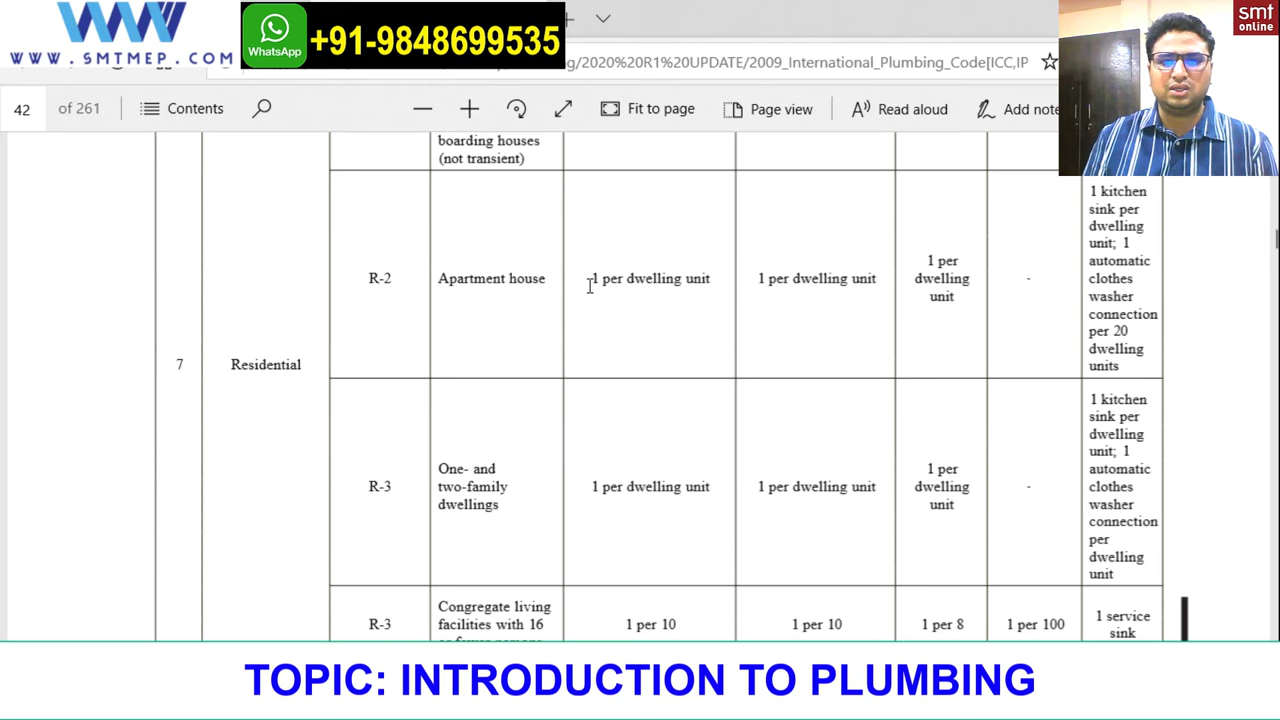 WWW
WWW.SMTMEP.COM
WhatsApp
+91-9848699535
smt
online
g/2020%20R1%20UPDATE/2009_International_Plumbing_Code[ICC,IP
42
of 261
Contents
Fit to page
Page view
Read aloud
Add note
boarding houses
(not transient)
7
Residential
R-2
Apartment house
1 per dwelling unit
1 per dwelling unit
1 per
dwelling
unit
-
1 kitchen
sink per
dwelling
unit; 1
automatic
clothes
washer
connection
per 20
dwelling
units
R-3
One- and
two-family
dwellings
1 per dwelling unit
1 per dwelling unit
1 per
dwelling
unit
-
1 kitchen
sink per
dwelling
unit; 1
automatic
clothes
washer
connection
per
dwelling
unit
R-3
Congregate living
facilities with 16
1 per 10
1 per 10
1 per 8
1 per 100
1 service
sink
TOPIC: INTRODUCTION TO PLUMBING